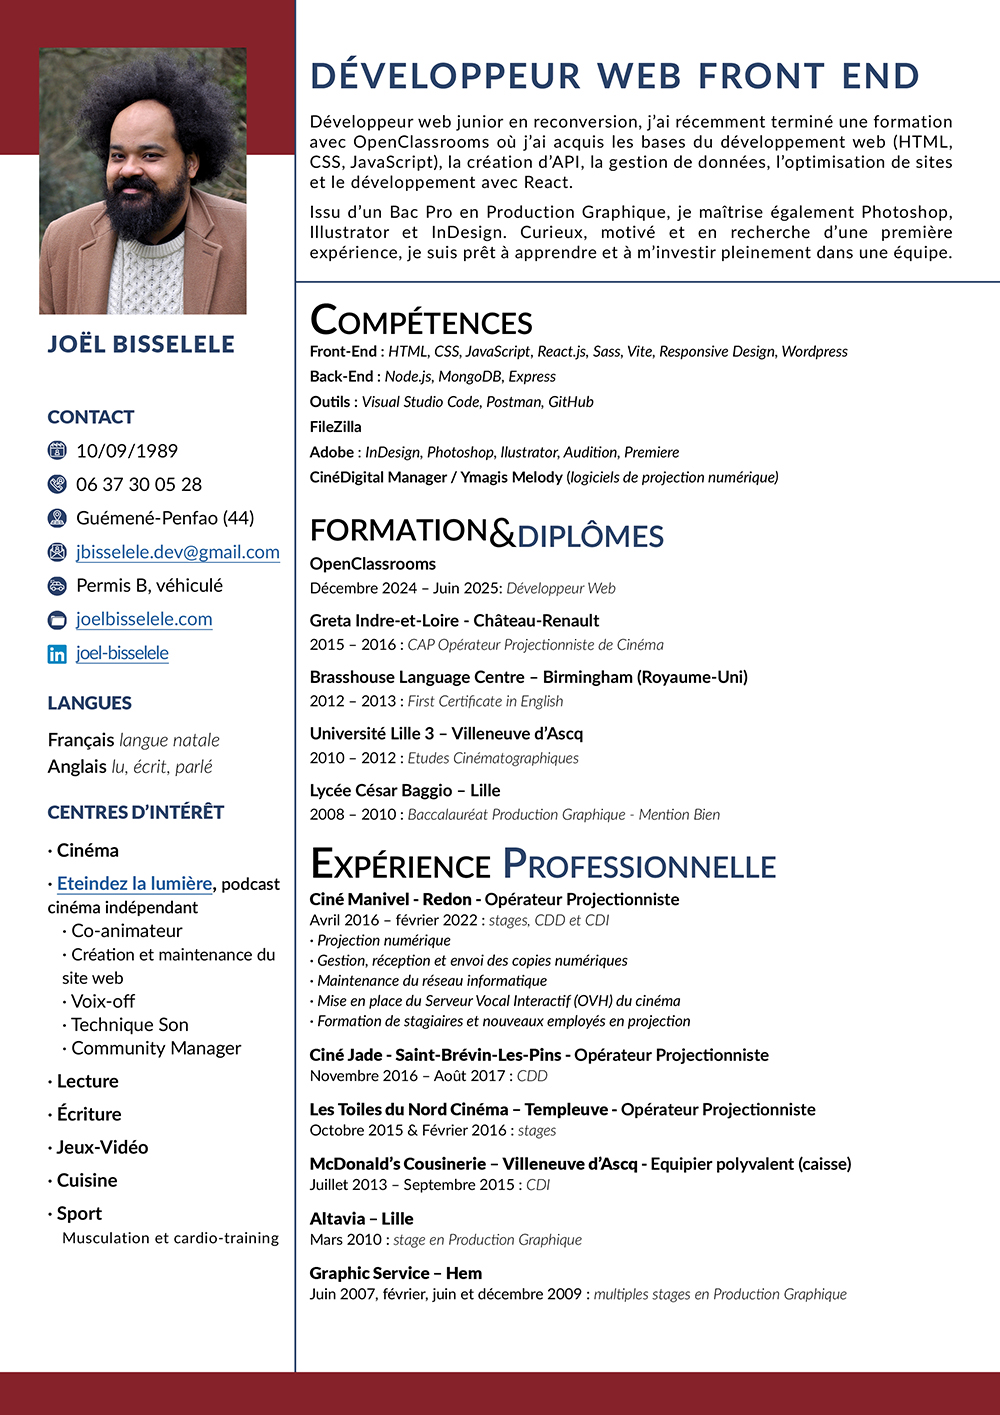 DÉVELOPPEUR WEB FRONT END
Développeur web junior en reconversion, j’ai récemment terminé une formation
avec OpenClassrooms où j’ai acquis les bases du développement web (HTML,
CSS, JavaScript), la création d’API, la gestion de données, l’optimisation de sites
et le développement avec React.
Issu d’un Bac Pro en Production Graphique, je maîtrise également Photoshop,
Illustrator et InDesign. Curieux, motivé et en recherche d’une première
expérience, je suis prêt à apprendre et à m’investir pleinement dans une équipe.
JOËL BISSELELE
CONTACT
10/09/1989
06 37 30 05 28
Guémené-Penfao (44)
jbisselele.dev@gmail.com
Permis B, véhiculé
joelbisselele.com
in joel-bisselele
LANGUES
Français langue natale
Anglais lu, écrit, parlé
CENTRES D’INTÉRÊT
· Cinéma
· Eteindez la lumière, podcast
cinéma indépendant
· Co-animateur
· Création et maintenance du
site web
· Voix-off
· Technique Son
· Community Manager
· Lecture
· Écriture
· Jeux-Vidéo
· Cuisine
· Sport
Musculation et cardio-training
COMPÉTENCES
Front-End : HTML, CSS, JavaScript, React.js, Sass, Vite, Responsive Design, Wordpress
Back-End : Node.js, MongoDB, Express
Outils : Visual Studio Code, Postman, GitHub
FileZilla
Adobe : InDesign, Photoshop, Ilustrator, Audition, Premiere
CinéDigital Manager / Ymagis Melody (logiciels de projection numérique)
FORMATION&DIPLÔMES
OpenClassrooms
Décembre 2024 – Juin 2025: Développeur Web
Greta Indre-et-Loire - Château-Renault
2015 – 2016 : CAP Opérateur Projectionniste de Cinéma
Brasshouse Language Centre – Birmingham (Royaume-Uni)
2012 – 2013 : First Certificate in English
Université Lille 3 – Villeneuve d’Ascq
2010 – 2012 : Etudes Cinématographiques
Lycée César Baggio – Lille
2008 – 2010 : Baccalauréat Production Graphique - Mention Bien
EXPÉRIENCE PROFESSIONNELLE
Ciné Manivel - Redon - Opérateur Projectionniste
Avril 2016 – février 2022 : stages, CDD et CDI
· Projection numérique
· Gestion, réception et envoi des copies numériques
· Maintenance du réseau informatique
· Mise en place du Serveur Vocal Interactif (OVH) du cinéma
· Formation de stagiaires et nouveaux employés en projection
Ciné Jade - Saint-Brévin-Les-Pins - Opérateur Projectionniste
Novembre 2016 – Août 2017 : CDD
Les Toiles du Nord Cinéma – Templeuve - Opérateur Projectionniste
Octobre 2015 & Février 2016 : stages
McDonald’s Cousinerie – Villeneuve d’Ascq - Equipier polyvalent (caisse)
Juillet 2013 – Septembre 2015 : CDI
Altavia – Lille
Mars 2010 : stage en Production Graphique
Graphic Service – Hem
Juin 2007, février, juin et décembre 2009 : multiples stages en Production Graphique